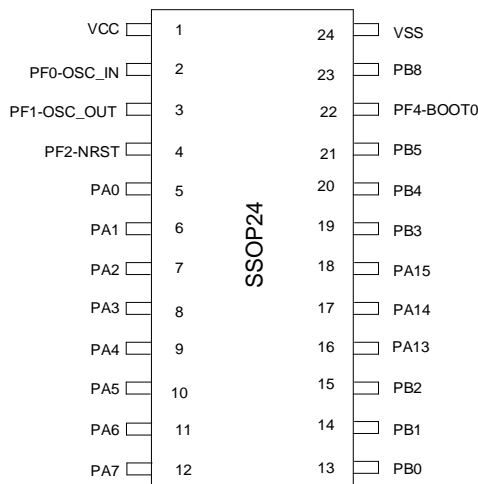 VCC 1 24 VSS
PF0-OSC_IN 2 23 PB8
PF1-OSC_OUT 3 22 PF4-BOOT0
PF2-NRST 4 21 PB5
PA0 5 20 PB4
PA1 6 19 PB3
PA2 7 18 PA15
PA3 8 17 PA14
PA4 9 16 PA13
PA5 10 15 PB2
PA6 11 14 PB1
PA7 12 13 PB0
SSOP24